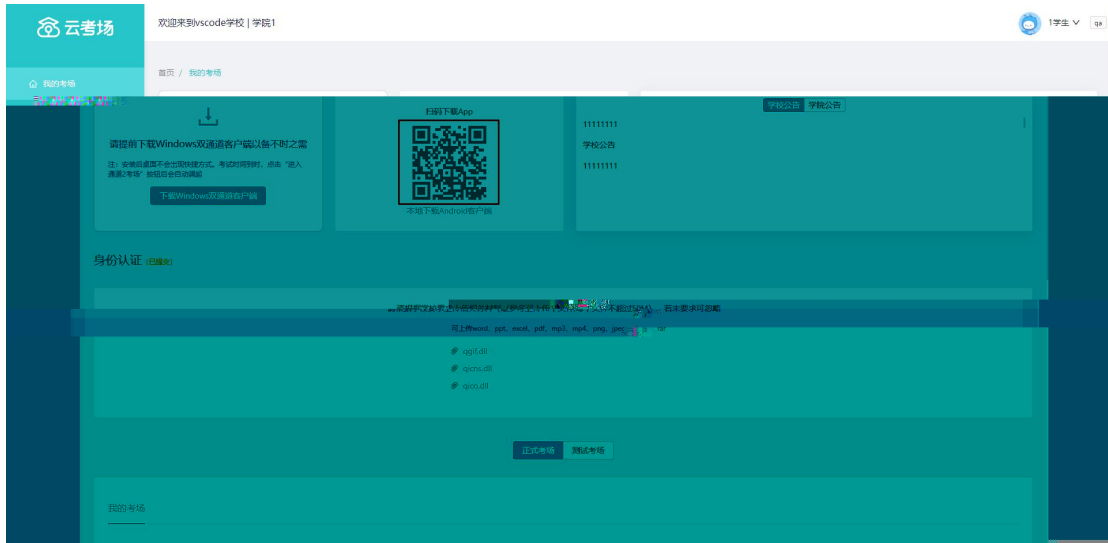 云考场
欢迎来到vscode学校 | 学院1
1学生
qa
我的考场
首页 / 我的考场
请提前下载Windows双通道客户端以备不时之需
注：安装后桌面不会出现快捷方式。考试时间到时，点击“进入
通道2考场”按钮后会自动唤起
下载Windows双通道客户端
扫码下载App
本地下载Android客户端
学校公告 学院公告
11111111
学校公告
11111111
身份认证 (已提交)
若未要求可忽略
可上传word、ppt、excel、pdf、mp3、mp4、png、jpeg rar
qgif.dll
qicns.dll
qico.dll
正式考场 测试考场
我的考场